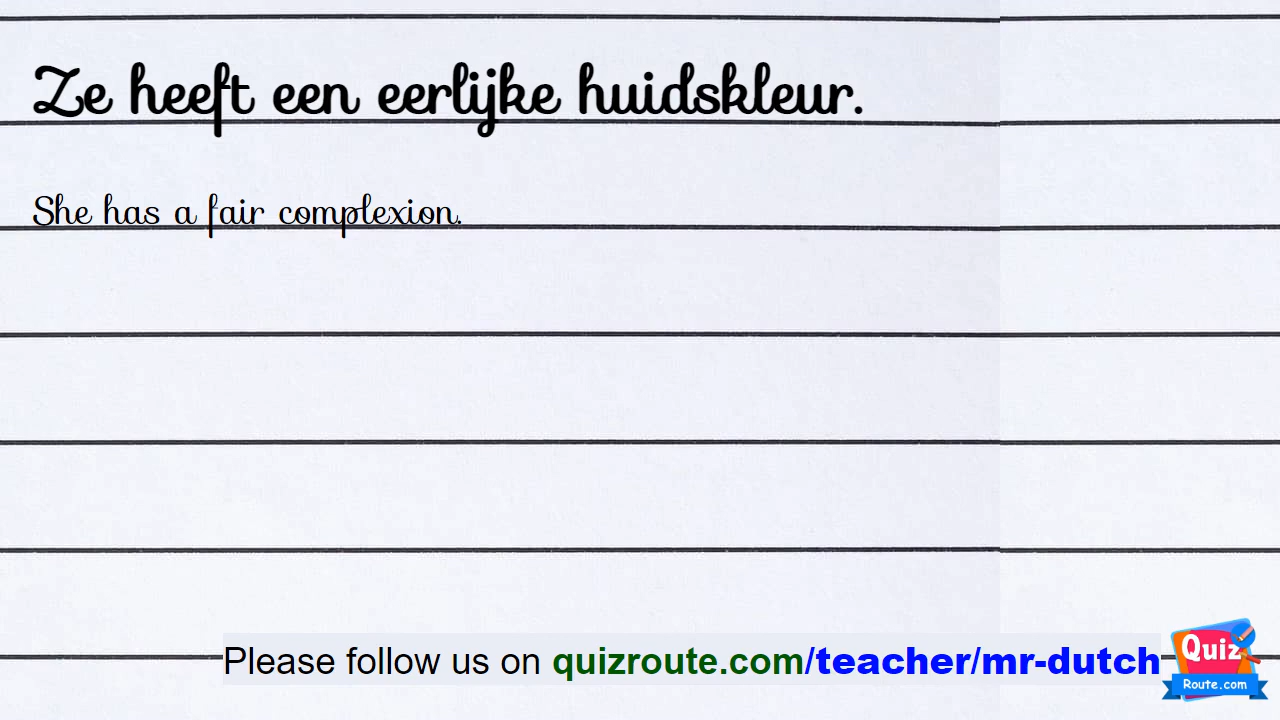 Ze heeft een eerlijke huidskleur.
She has a fair complexion.
Please follow us on quizroute.com/teacher/mr-dutch
Quiz
Route.com